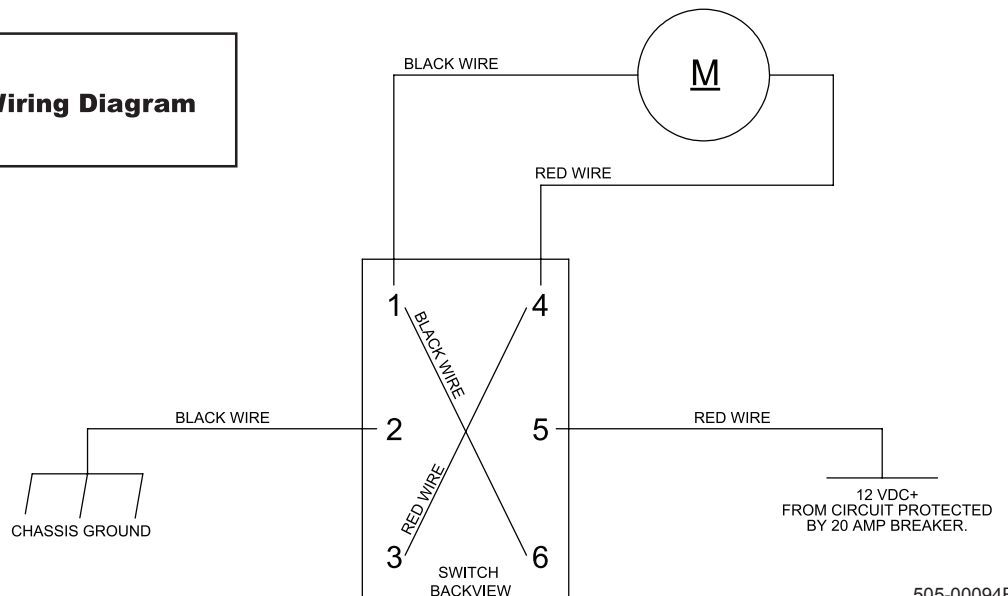 Wiring Diagram
BLACK WIRE
M
RED WIRE
1
4
BLACK WIRE
BLACK WIRE
2
5
RED WIRE
RED WIRE
CHASSIS GROUND
12 VDC+
FROM CIRCUIT PROTECTED
BY 20 AMP BREAKER.
3
6
SWITCH
BACKVIEW